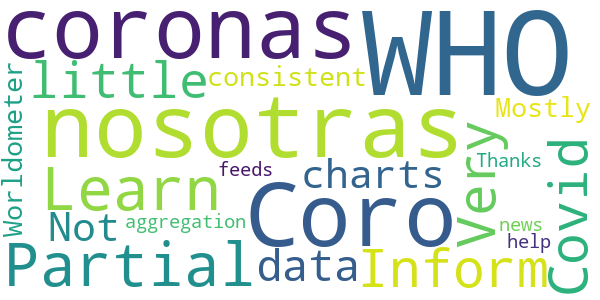 coronas
WHO
little
consistent
Worldometer
nosotras
Mostly
Learn
charts
Very
Thanks
Covid
feeds
Coro
Not
aggregation
news
help
Partial
data
Inform